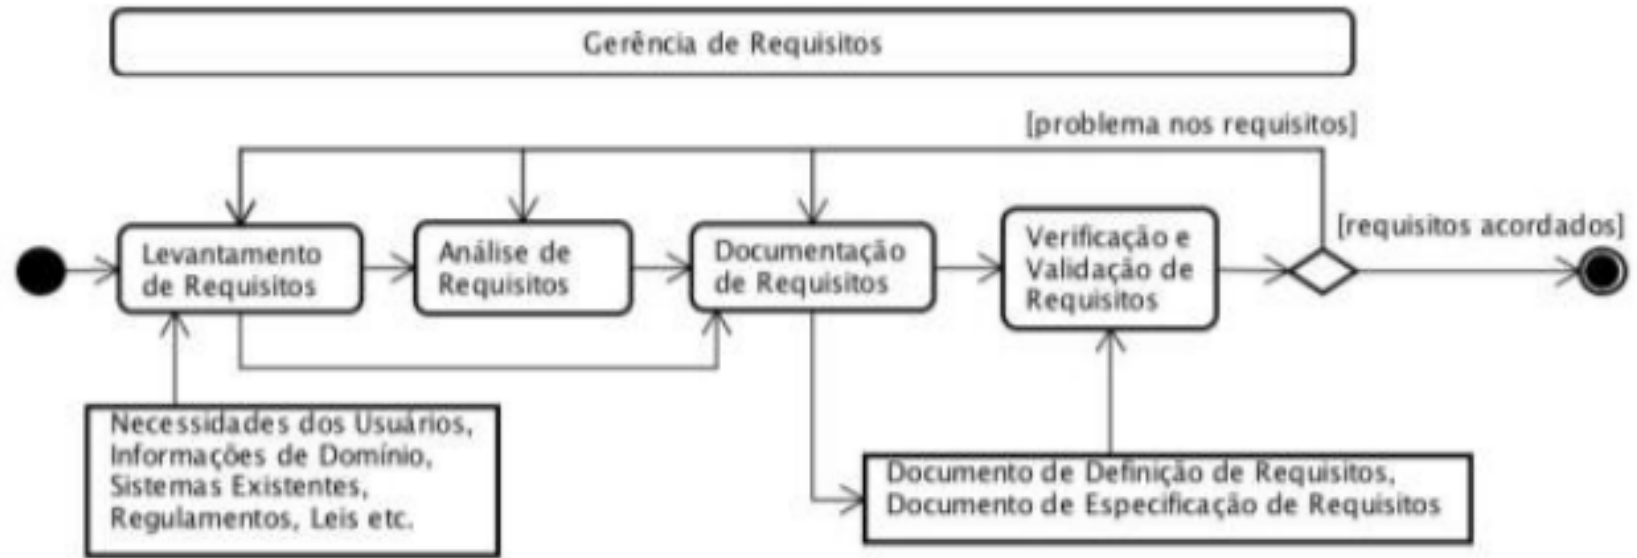 Gerência de Requisitos
[problema nos requisitos]
[requisitos acordados]
Levantamento
de Requisitos
Análise de
Requisitos
Documentação
de Requisitos
Verificação e
Validação de
Requisitos
Necessidades dos Usuários,
Informações de Domínio,
Sistemas Existentes,
Regulamentos, Leis etc.
Documento de Definição de Requisitos,
Documento de Especificação de Requisitos